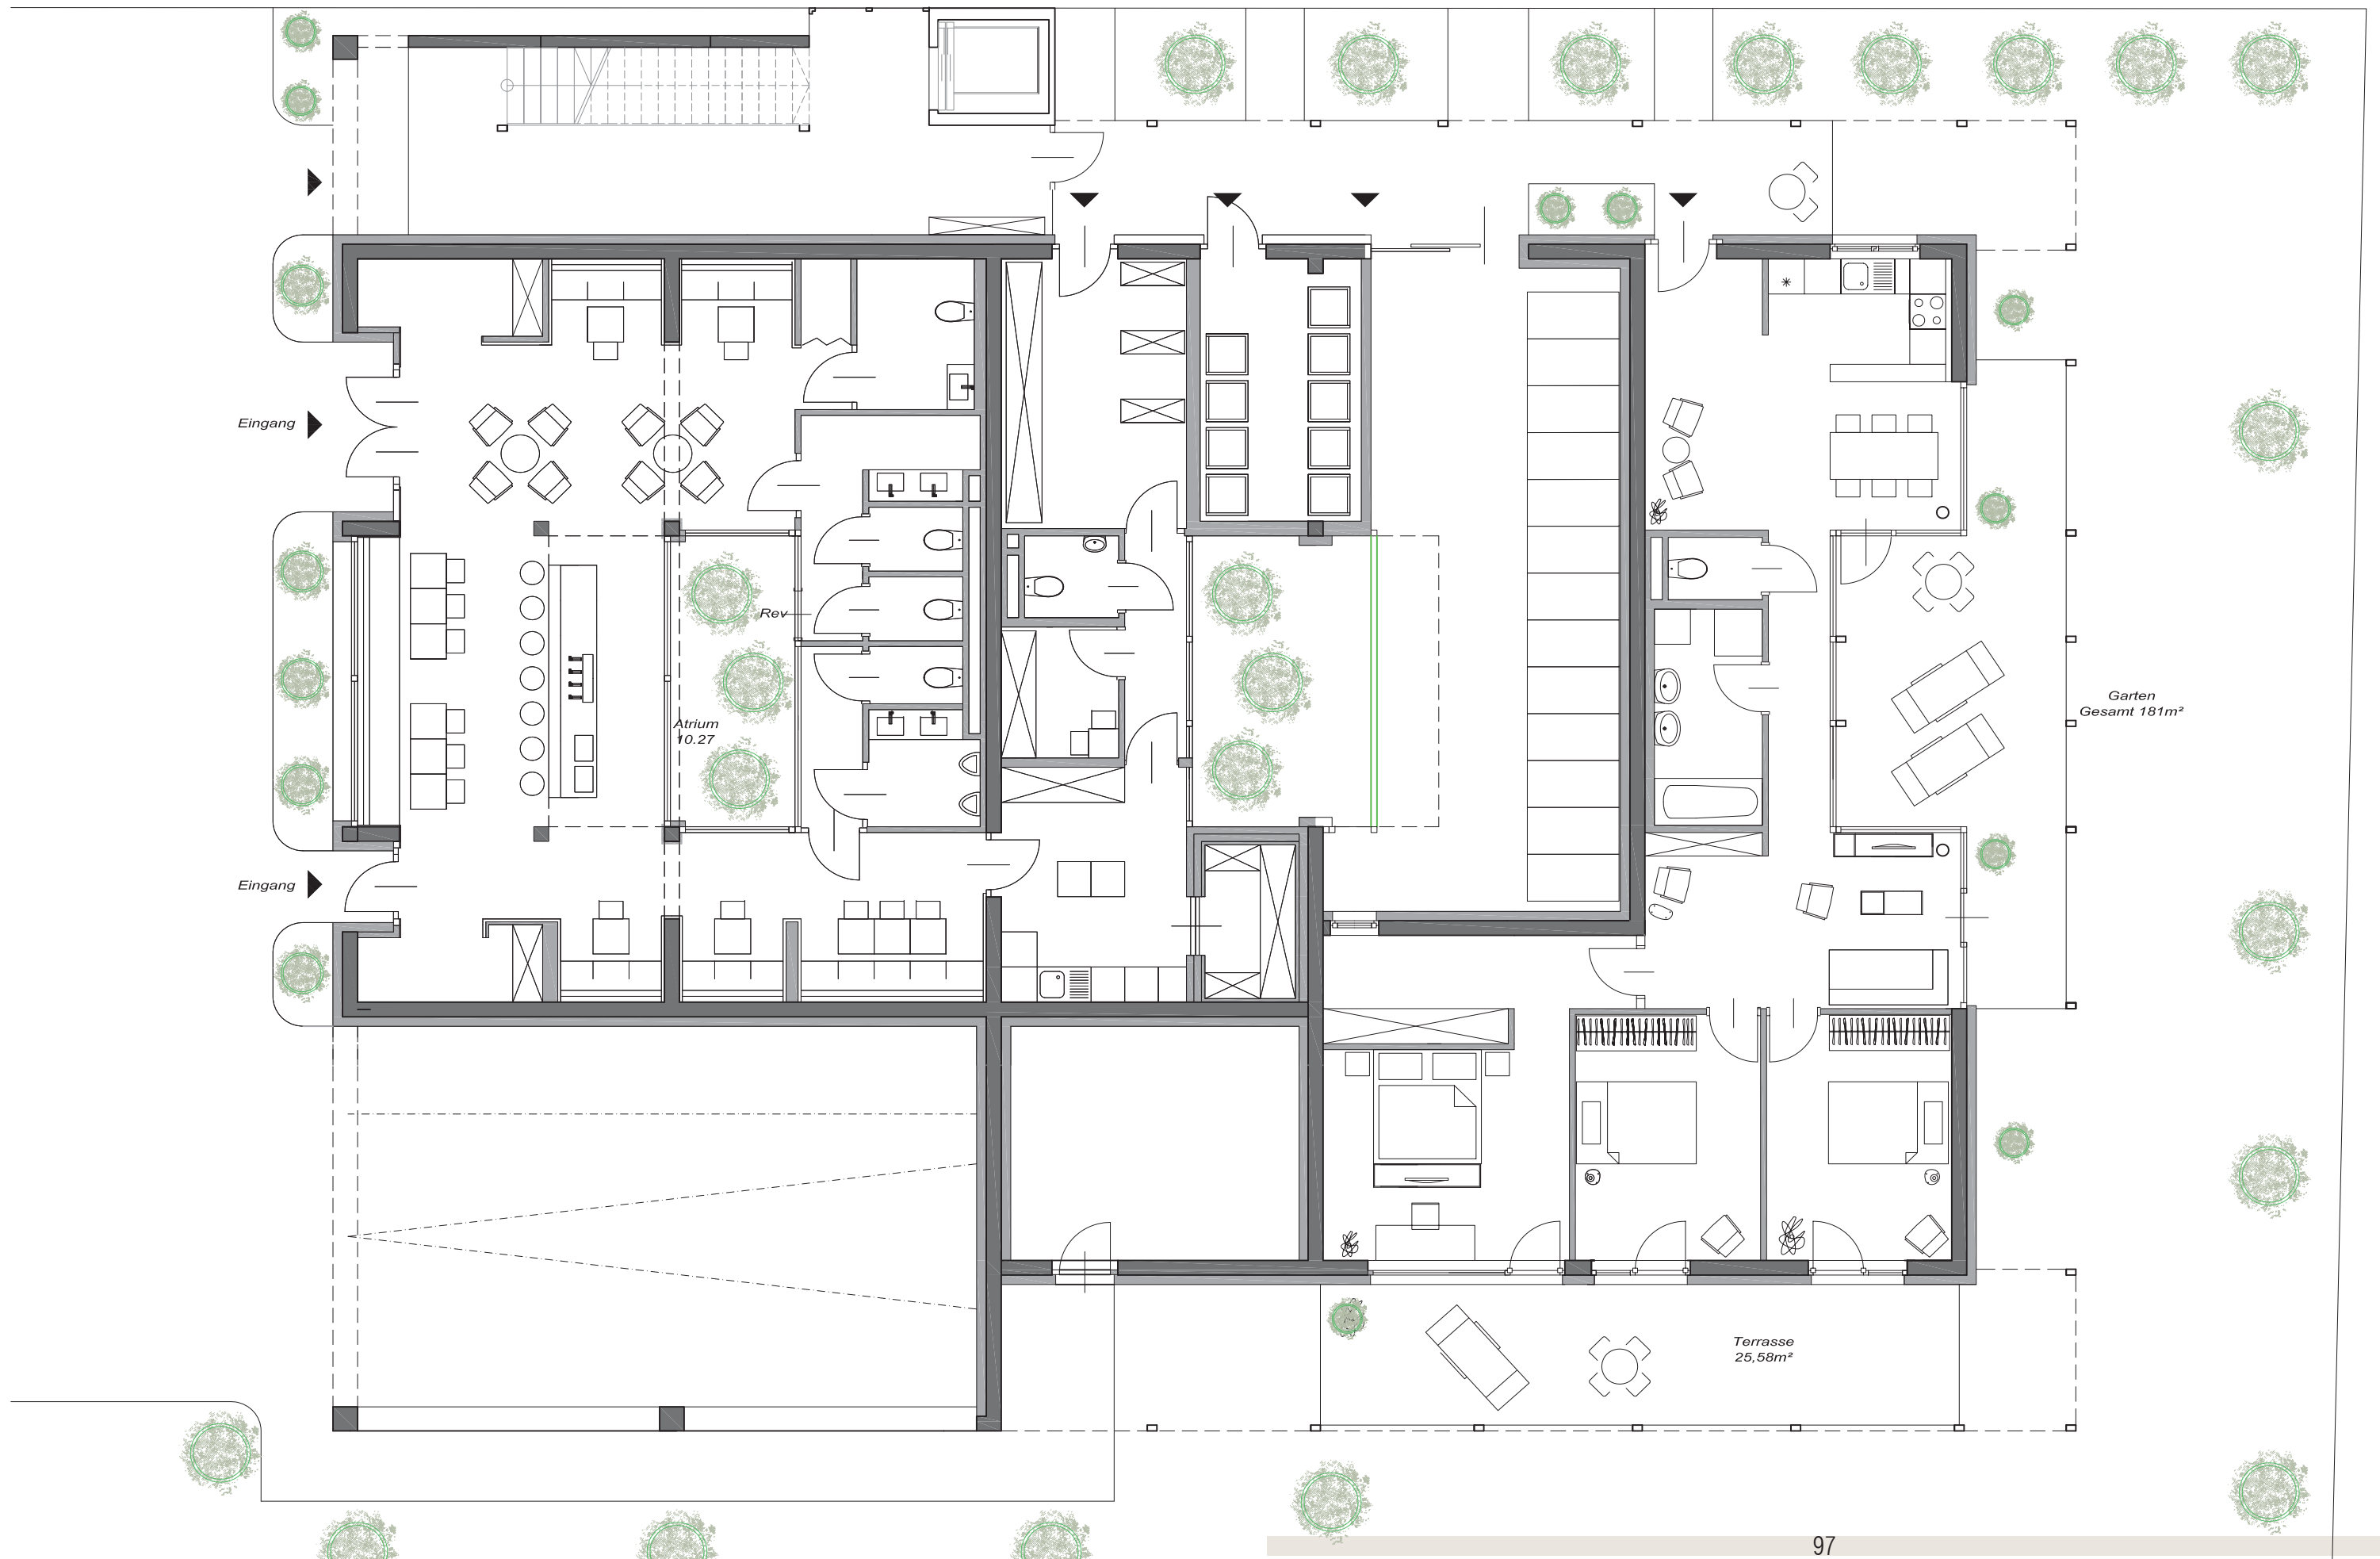 Eingang
Rev
Atrium
10.27
Garten
Gesamt 181m²
Eingang
Terrasse
25,58m²
97